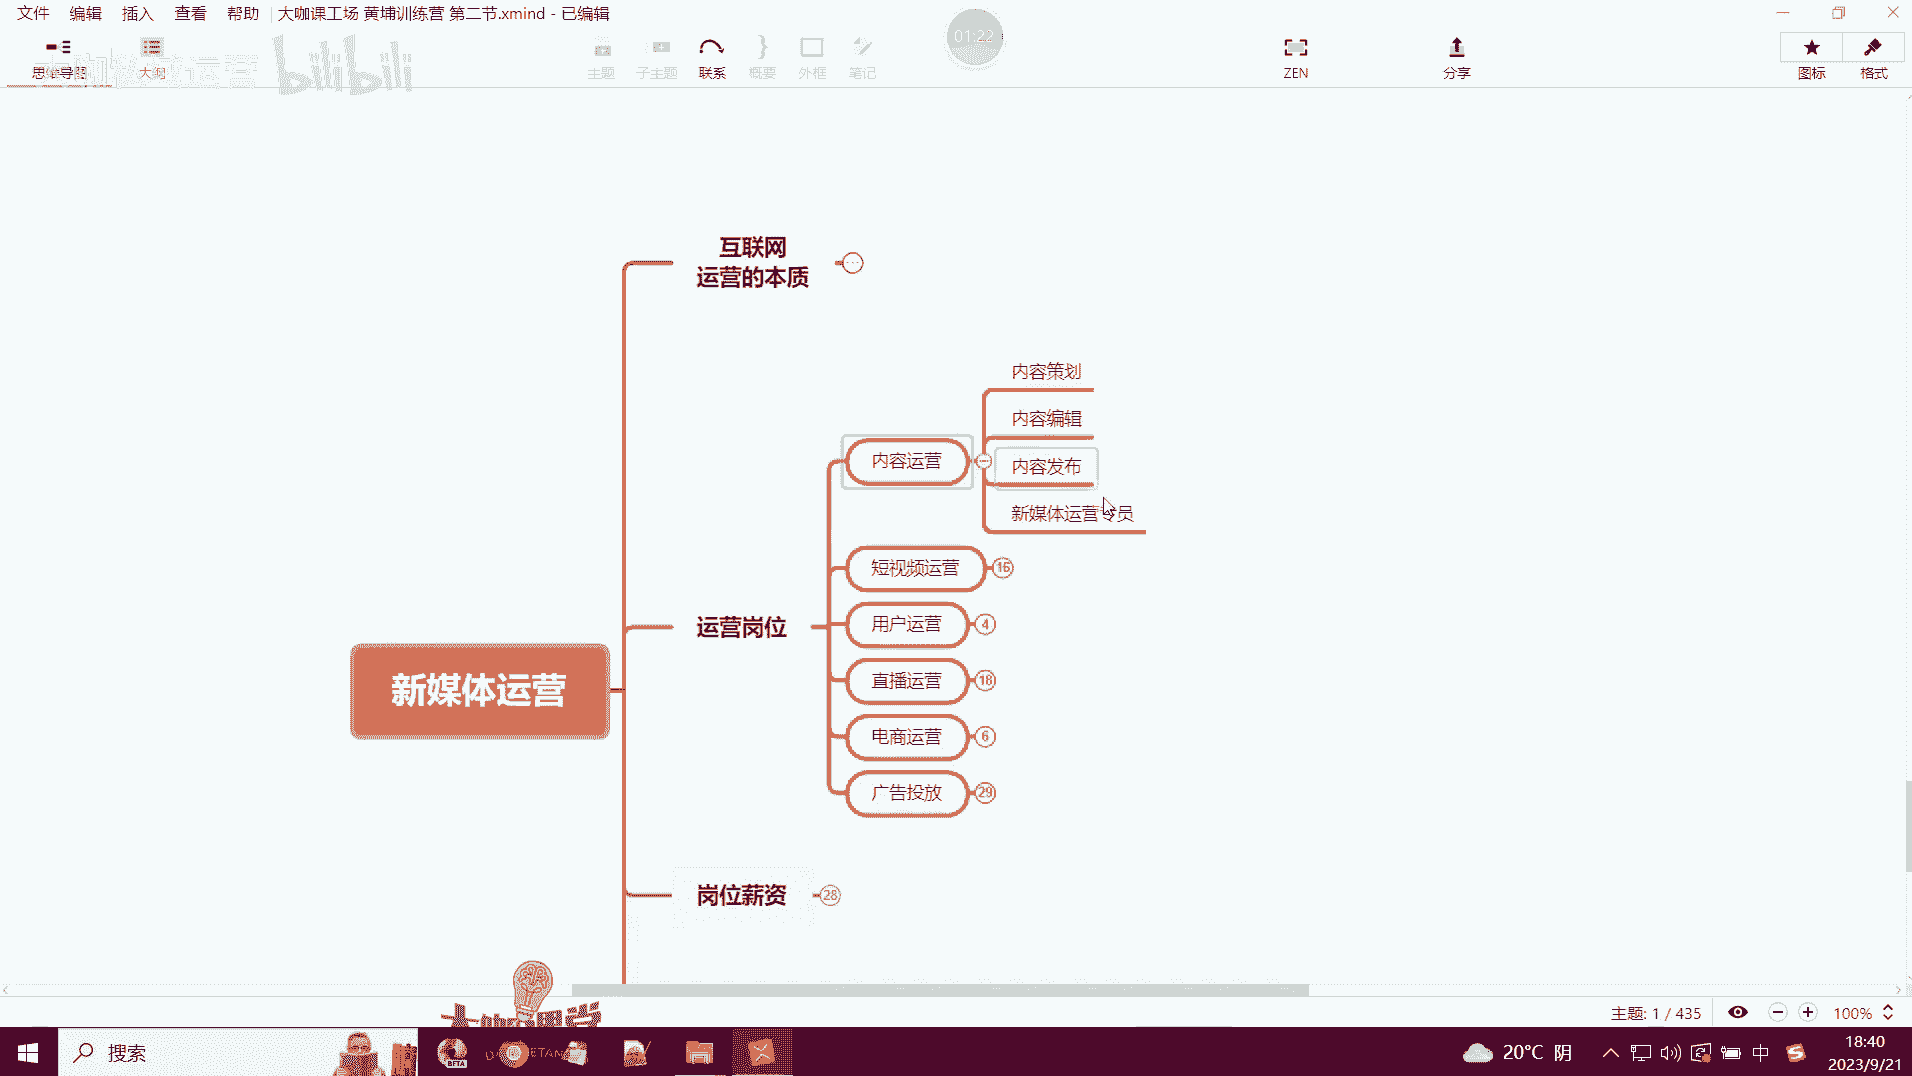 文件 编辑 插入 查看 帮助 大咖课工场 黄埔训练营 第二节.xmind - 已编辑
01:22
思维导图 大纲 主题 子主题 联系 概要 外框 笔记 ZEN 分享 图标 格式
bilibili
互联网
运营的本质
内容策划
内容编辑
内容运营
内容发布
新媒体运营专员
短视频运营 16
用户运营 4
运营岗位
直播运营 18
新媒体运营
电商运营 6
广告投放 29
岗位薪资 28
主题: 1 / 435 100%
搜索
BETA
20°C 阴
中
18:40
2023/9/21